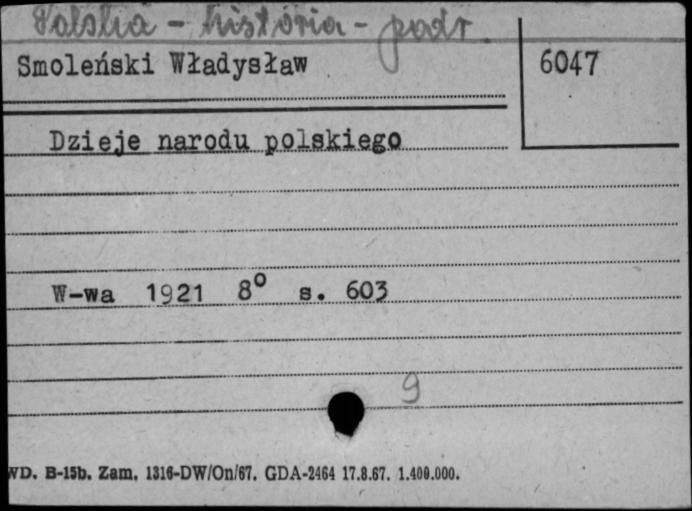 Polska - historia - podr.
Smoleński Władysław
6047
Dzieje narodu polskiego
W-wa 1921 8° s. 603
9
WD. B-15b. Zam. 1316-DW/On/67. GDA-2464 17.8.67. 1.400.000.